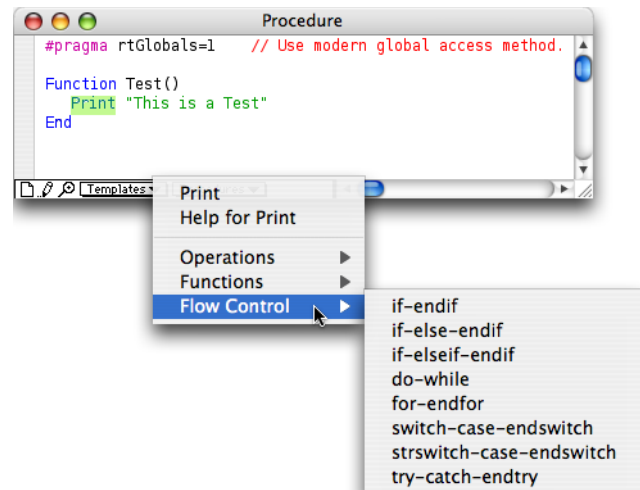 Procedure
#pragma rtGlobals=1    // Use modern global access method.
Function Test()
Print "This is a Test"
End
Templates
Print
Help for Print
Operations
Functions
Flow Control
if-endif
if-else-endif
if-elseif-endif
do-while
for-endfor
switch-case-endswitch
strswitch-case-endswitch
try-catch-endtry